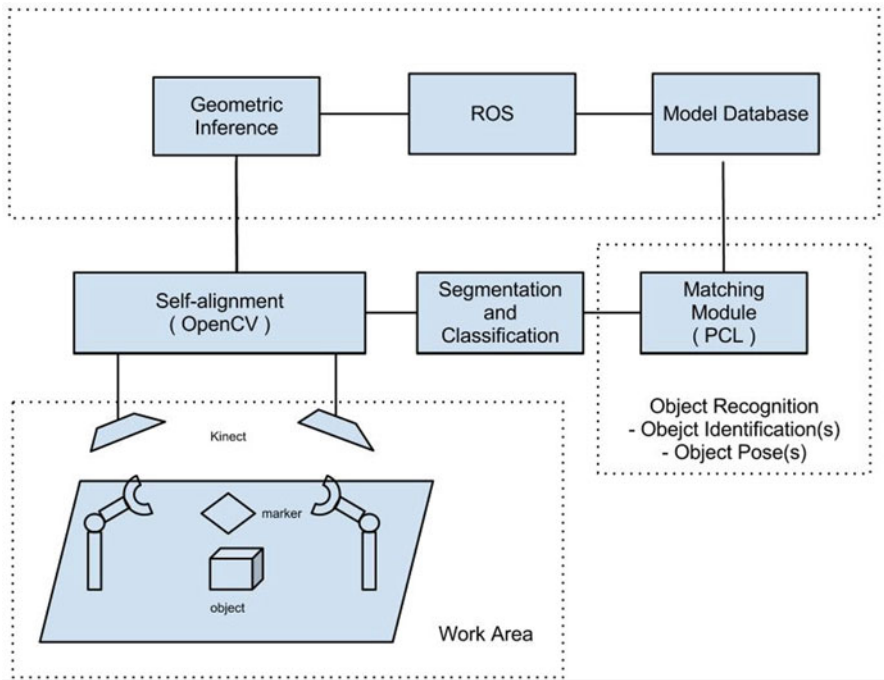 Geometric
Inference
ROS
Model Database
Self-alignment
( OpenCV )
Segmentation
and
Classification
Matching
Module
( PCL )
Object Recognition
- Obejct Identification(s)
- Object Pose(s)
Kinect
marker
object
Work Area